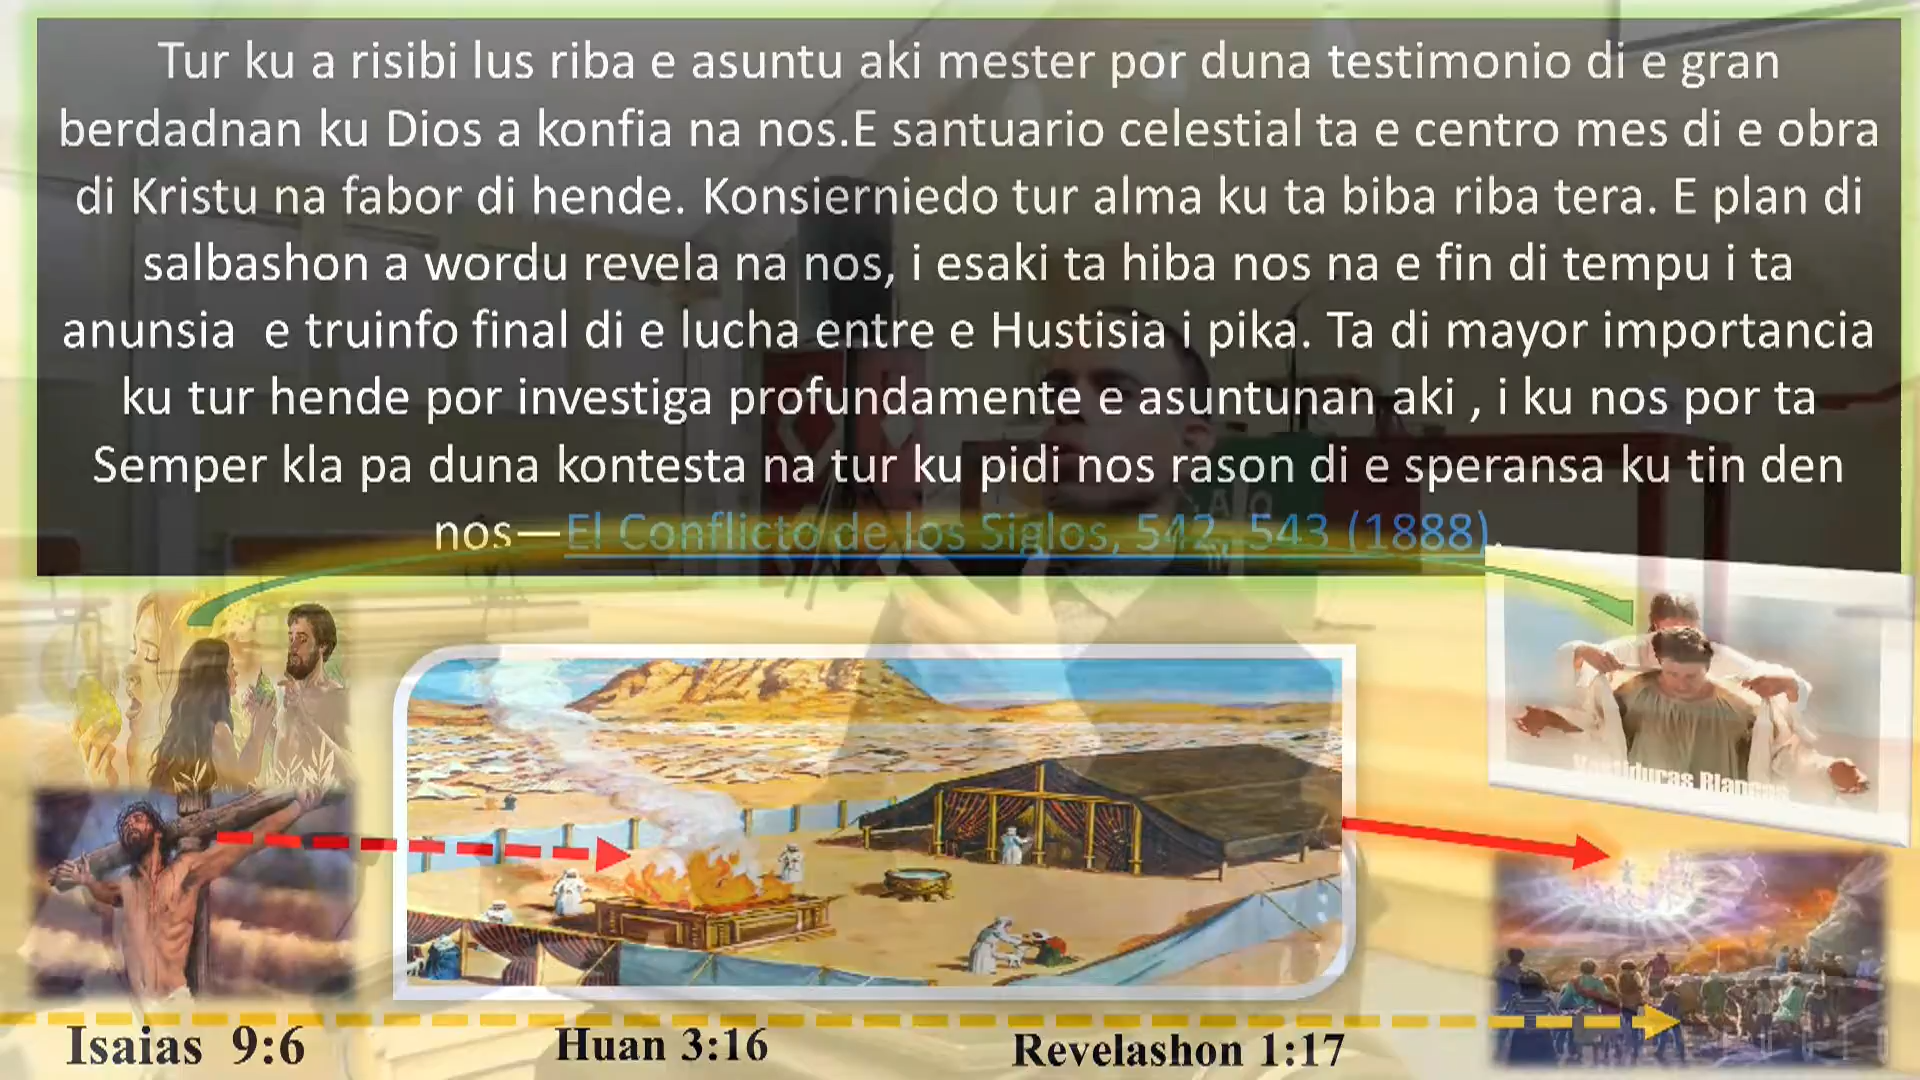 Tur ku a risibi lus riba e asuntu aki mester por duna testimonio di e gran
berdadnan ku Dios a konfia na nos.E santuario celestial ta e centro mes di e obra
di Kristu na fabor di hende. Konsierniedo tur alma ku ta biba riba tera. E plan di
salbashon a wordu revela na nos, i esaki ta hiba nos na e fin di tempu i ta
anunsia  e truinfo final di e lucha entre e Hustisia i pika. Ta di mayor importancia
ku tur hende por investiga profundamente e asuntunan aki , i ku nos por ta
Semper kla pa duna kontesta na tur ku pidi nos rason di e speransa ku tin den
nos—El Conflicto de los Siglos, 542, 543 (1888).
Vestiduras Blancas
Isaias 9:6
Huan 3:16
Revelashon 1:17